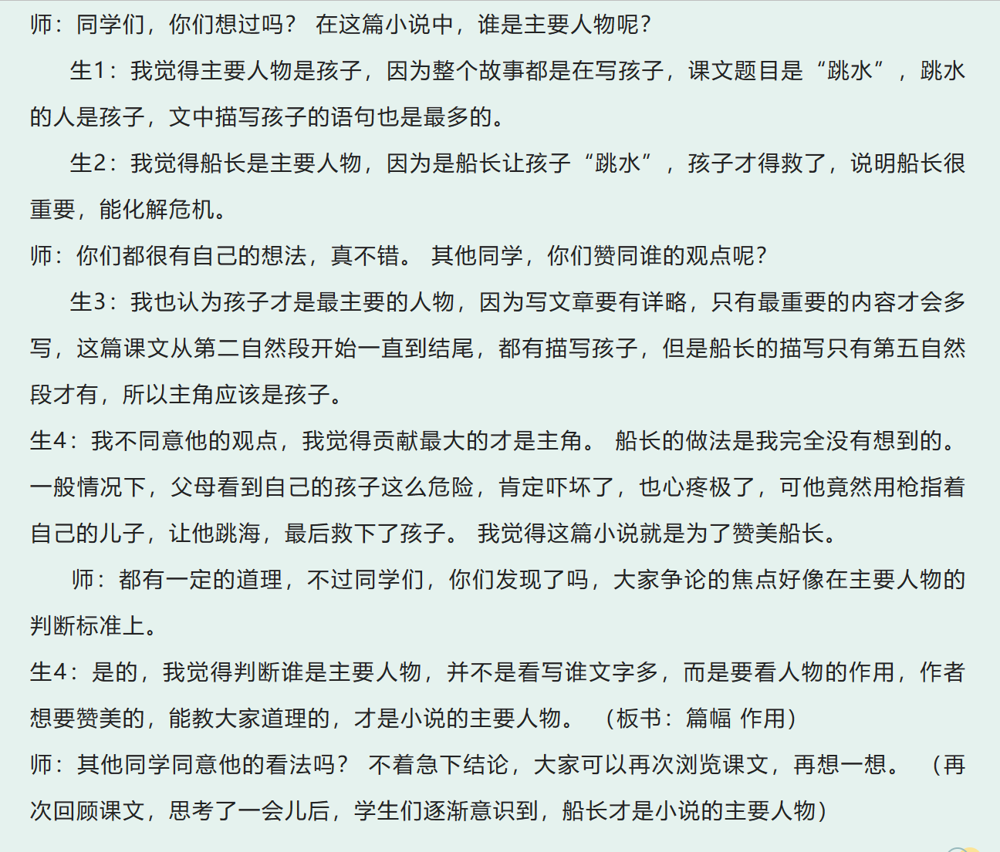 师：同学们，你们想过吗？ 在这篇小说中，谁是主要人物呢？
生1：我觉得主要人物是孩子，因为整个故事都是在写孩子，课文题目是“跳水”，跳水
的人是孩子，文中描写孩子的语句也是最多的。
生2：我觉得船长是主要人物，因为是船长让孩子“跳水”，孩子才得救了，说明船长很
重要，能化解危机。
师：你们都很有自己的想法，真不错。 其他同学，你们赞同谁的观点呢？
生3：我也认为孩子才是最主要的人物，因为写文章要有详略，只有最重要的内容才会多
写，这篇课文从第二自然段开始一直到结尾，都有描写孩子，但是船长的描写只有第五自然
段才有，所以主角应该是孩子。
生4：我不同意他的观点，我觉得贡献最大的才是主角。 船长的做法是我完全没有想到的。
一般情况下，父母看到自己的孩子这么危险，肯定吓坏了，也心疼极了，可他竟然用枪指着
自己的儿子，让他跳海，最后救下了孩子。 我觉得这篇小说就是为了赞美船长。
师：都有一定的道理，不过同学们，你们发现了吗，大家争论的焦点好像在主要人物的
判断标准上。
生4：是的，我觉得判断谁是主要人物，并不是看写谁文字多，而是要看人物的作用，作者
想要赞美的，能教大家道理的，才是小说的主要人物。 （板书：篇幅 作用）
师：其他同学同意他的看法吗？ 不着急下结论，大家可以再次浏览课文，再想一想。 （再
次回顾课文，思考了一会儿后，学生们逐渐意识到，船长才是小说的主要人物）